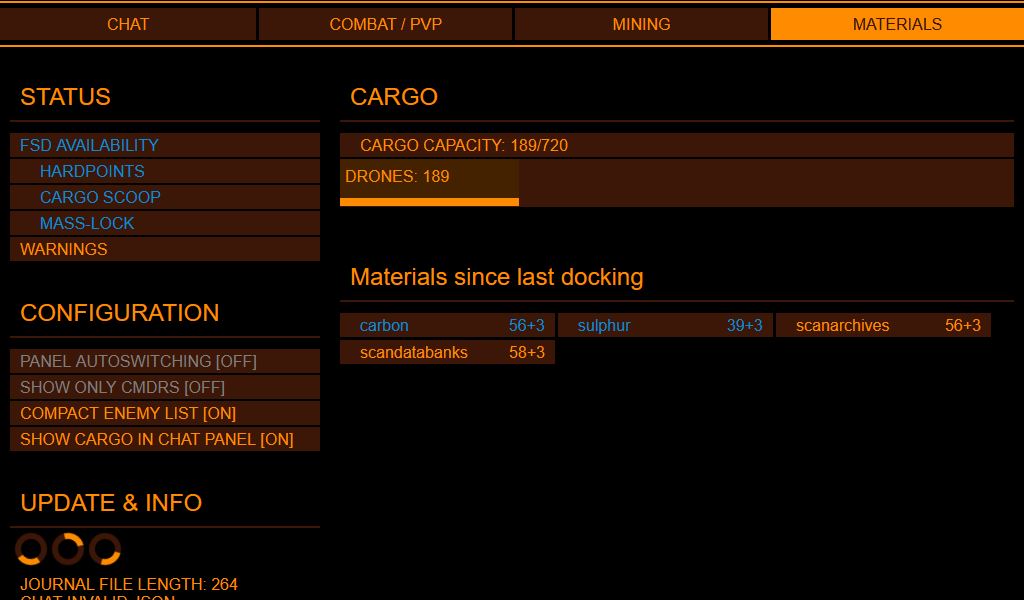 CHAT COMBAT / PVP MINING MATERIALS
STATUS
FSD AVAILABILITY
HARDPOINTS
CARGO SCOOP
MASS-LOCK
WARNINGS
CONFIGURATION
PANEL AUTOSWITCHING [OFF]
SHOW ONLY CMDRS [OFF]
COMPACT ENEMY LIST [ON]
SHOW CARGO IN CHAT PANEL [ON]
UPDATE & INFO
JOURNAL FILE LENGTH: 264
CHAT INVALID JSON
CARGO
CARGO CAPACITY: 189/720
DRONES: 189
Materials since last docking
carbon 56+3 sulphur 39+3 scanarchives 56+3
scandatabanks 58+3